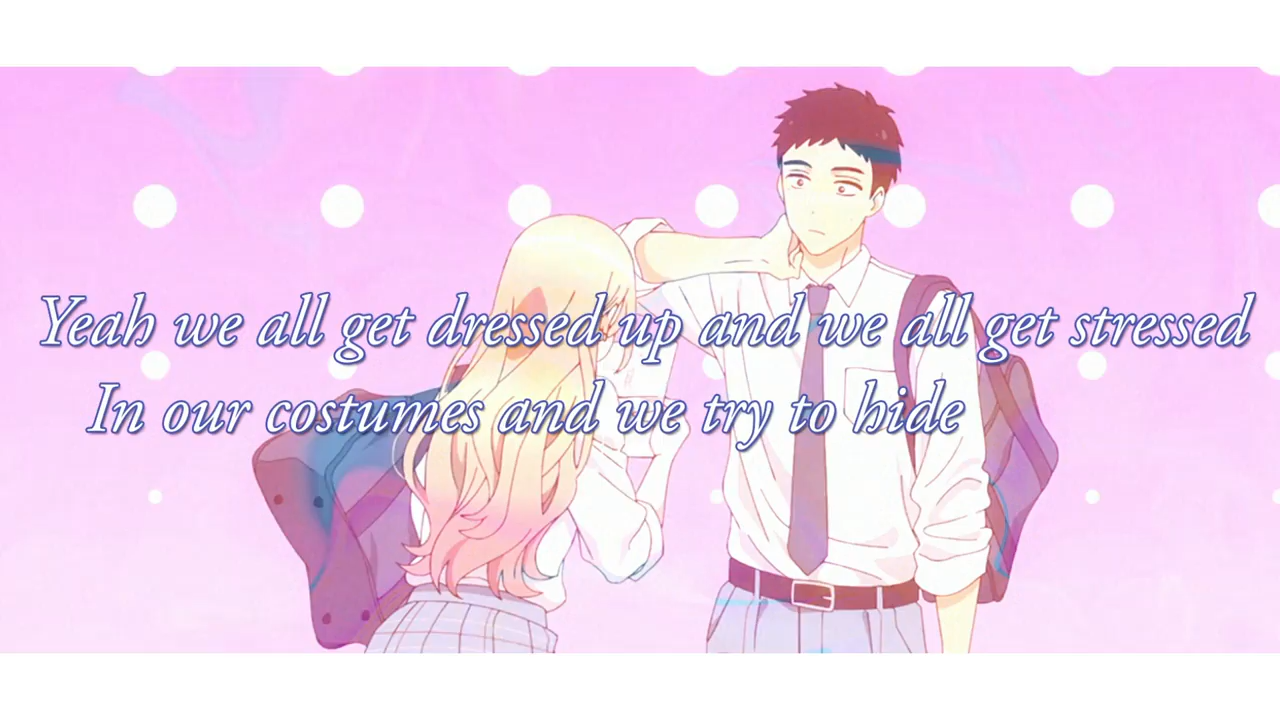 Yeah we all get dressed up and we all get stressed
In our costumes and we try to hide